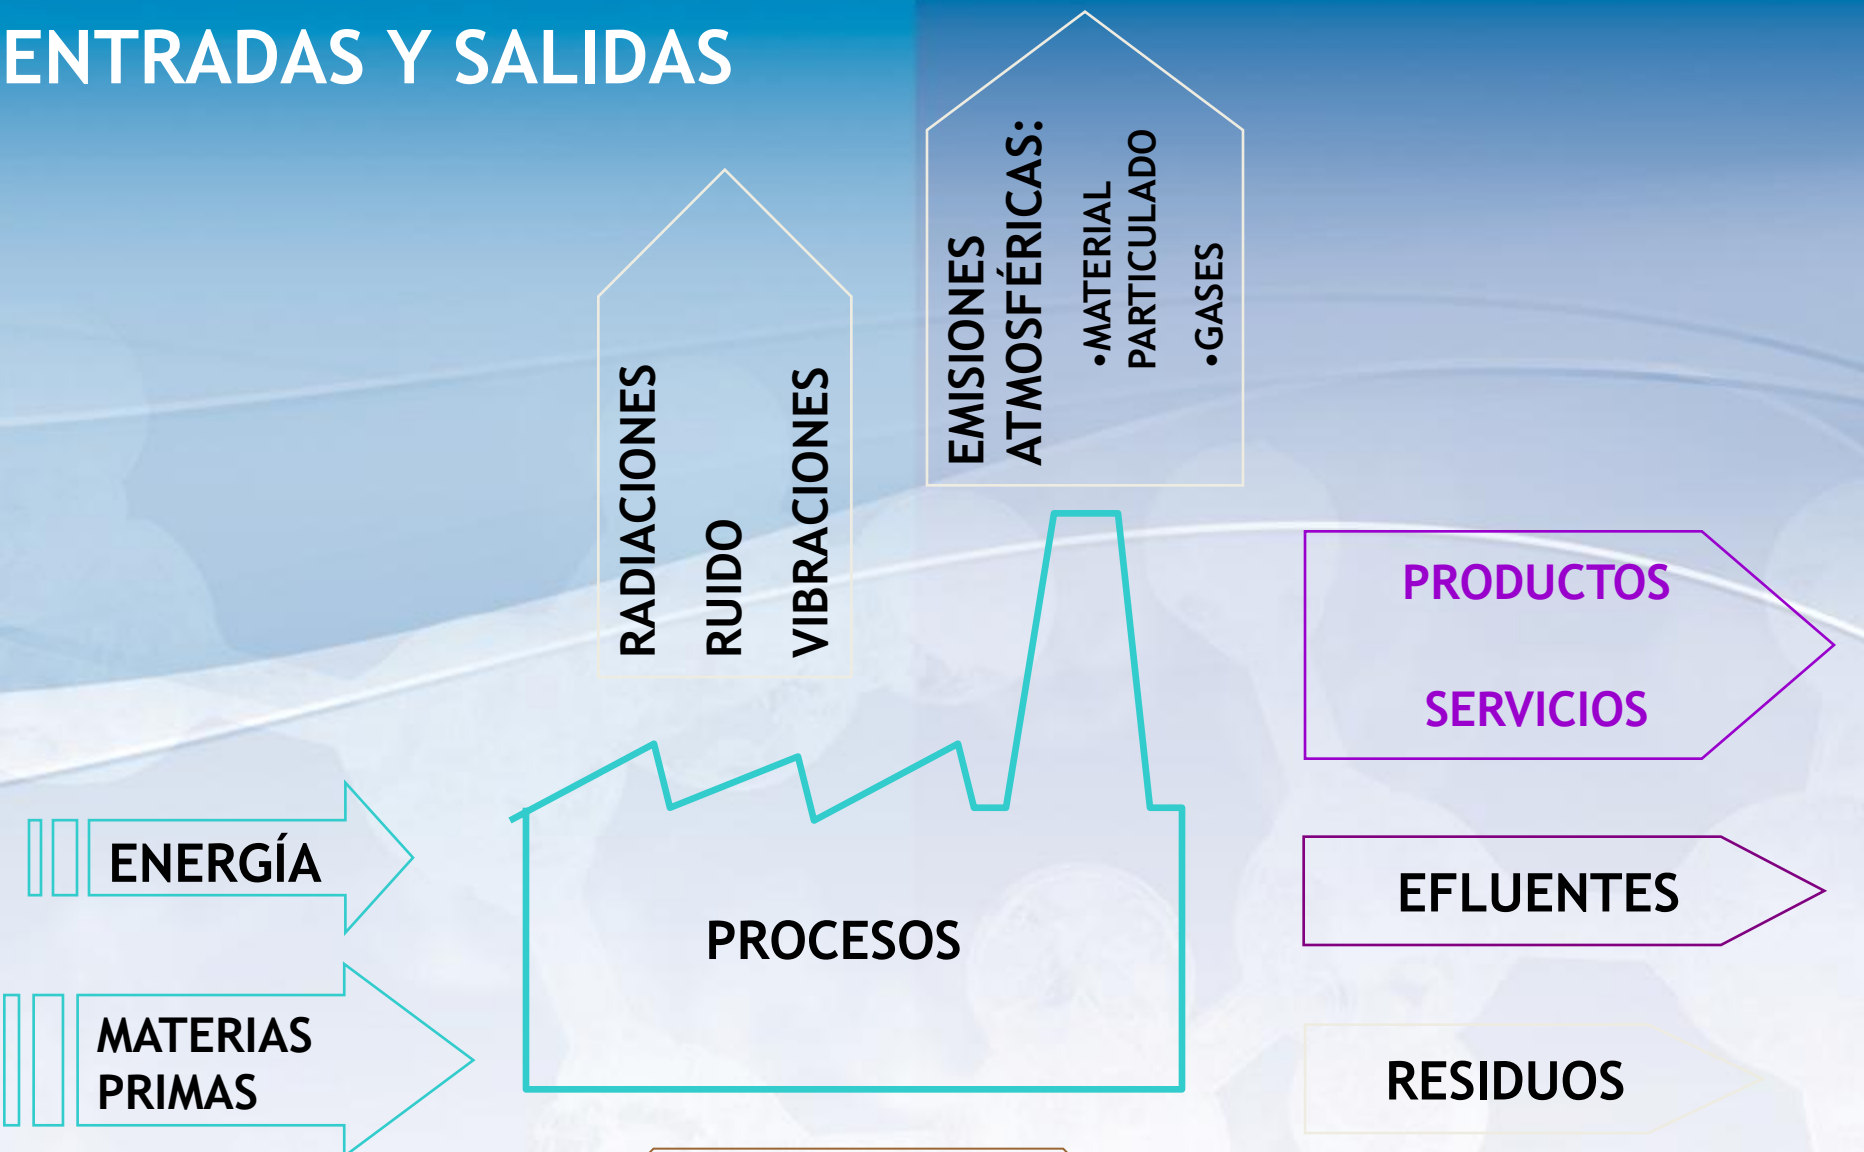 ENTRADAS Y SALIDAS
EMISIONES
ATMOSFÉRICAS:
•MATERIAL
PARTICULADO
•GASES
RADIACIONES
RUIDO
VIBRACIONES
PRODUCTOS
SERVICIOS
ENERGÍA
EFLUENTES
PROCESOS
MATERIAS
PRIMAS
RESIDUOS